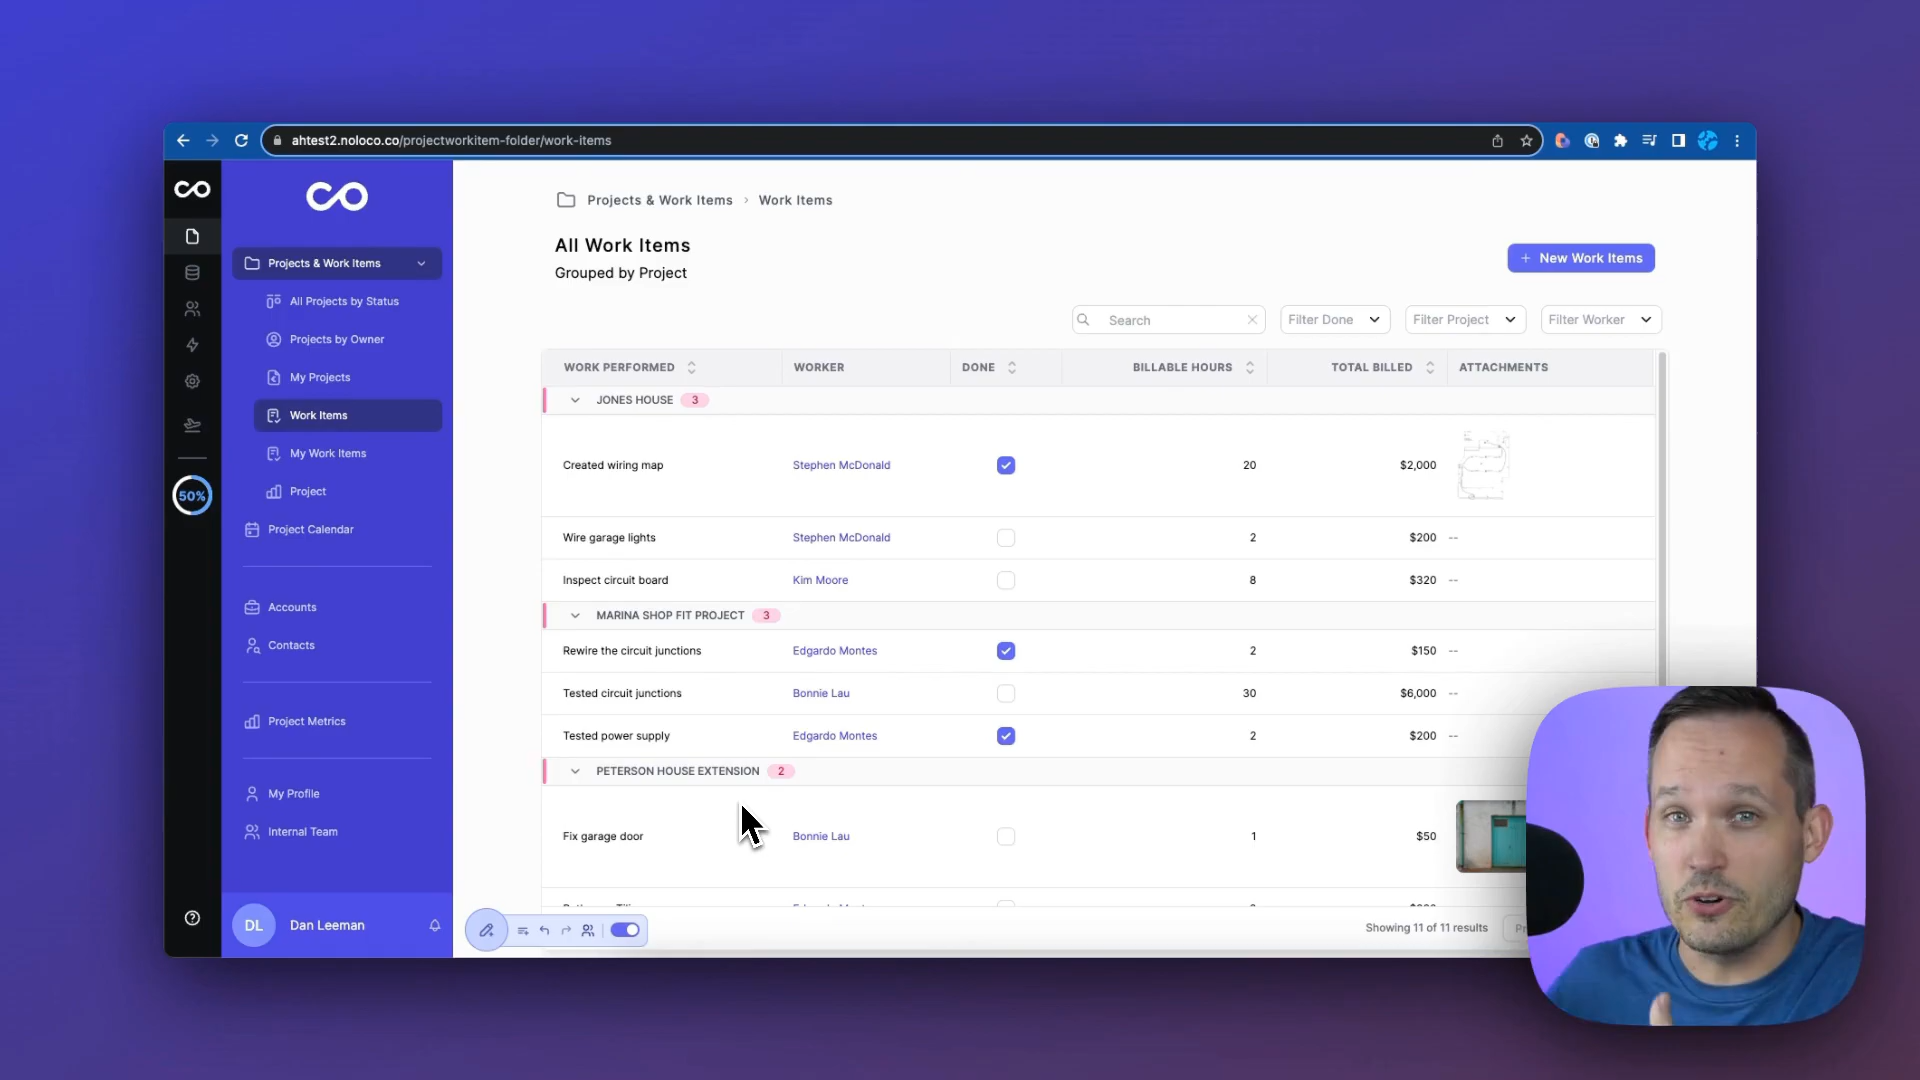 ahtest2.noloco.co/projectworkitem-folder/work-items
Projects & Work Items
All Projects by Status
Projects by Owner
My Projects
Work Items
My Work Items
Project
Project Calendar
Accounts
Contacts
Project Metrics
My Profile
Internal Team
DL Dan Leeman
50%
Projects & Work Items › Work Items
All Work Items
Grouped by Project
+ New Work Items
Search
Filter Done
Filter Project
Filter Worker
WORK PERFORMED WORKER DONE BILLABLE HOURS TOTAL BILLED ATTACHMENTS
JONES HOUSE 3
Created wiring map Stephen McDonald 20 $2,000
Wire garage lights Stephen McDonald 2 $200 --
Inspect circuit board Kim Moore 8 $320 --
MARINA SHOP FIT PROJECT 3
Rewire the circuit junctions Edgardo Montes 2 $150 --
Tested circuit junctions Bonnie Lau 30 $6,000 --
Tested power supply Edgardo Montes 2 $200 --
PETERSON HOUSE EXTENSION 2
Fix garage door Bonnie Lau 1 $50
Showing 11 of 11 results